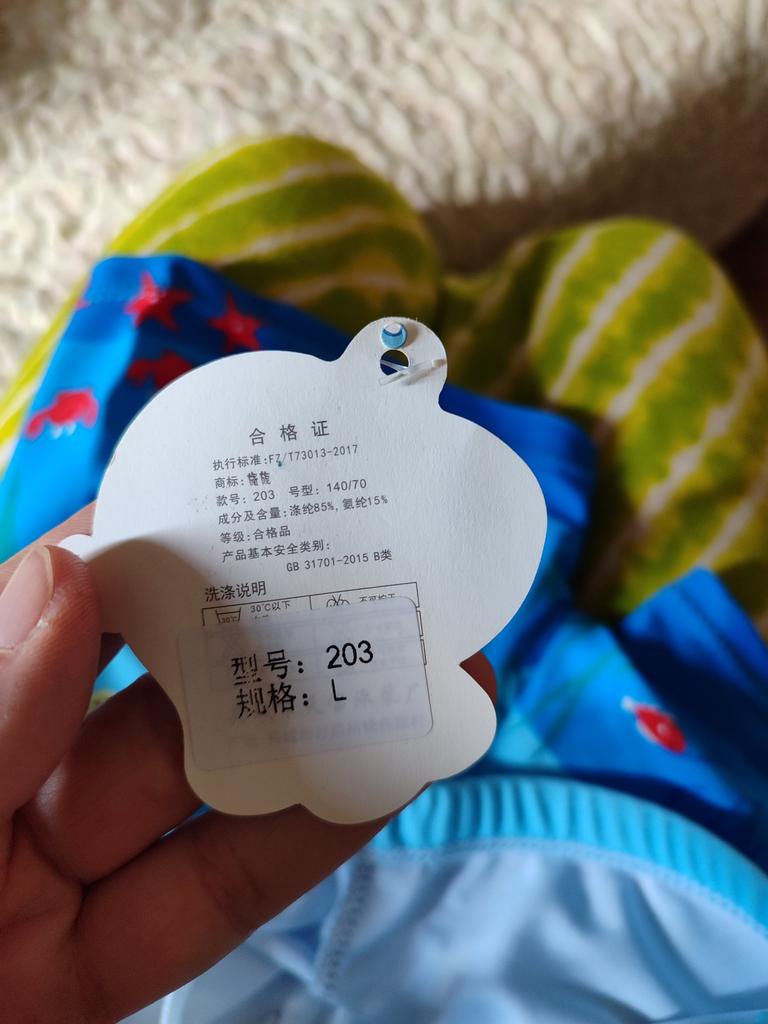 合格证
执行标准:FZ/T73013-2017
商标:
款号: 203 号型: 140/70
成分及含量:涤纶85%, 氨纶15%
等级:合格品
产品基本安全类别:
GB 31701-2015 B类
洗涤说明
30°C以下
30°C
型号: 203
规格: L